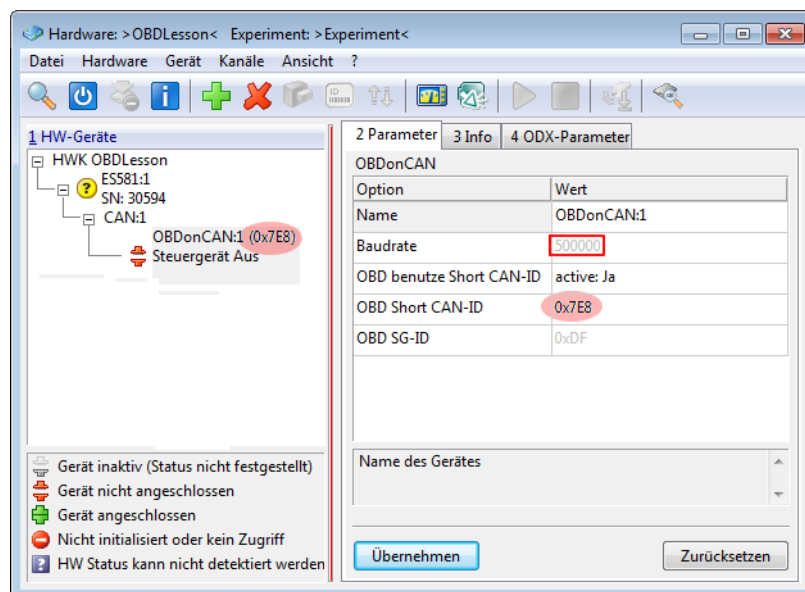 Hardware: >OBDLesson< Experiment: >Experiment<
Datei Hardware Gerät Kanäle Ansicht ?
1 HW-Geräte
HWK OBDLesson
ES581:1
SN: 30594
CAN:1
OBDonCAN:1 (0x7E8)
Steuergerät Aus
Gerät inaktiv (Status nicht festgestellt)
Gerät nicht angeschlossen
Gerät angeschlossen
Nicht initialisiert oder kein Zugriff
HW Status kann nicht detektiert werden
2 Parameter 3 Info 4 ODX-Parameter
OBDonCAN
Option Wert
Name OBDonCAN:1
Baudrate 500000
OBD benutze Short CAN-ID active: Ja
OBD Short CAN-ID 0x7E8
OBD SG-ID 0xDF
Name des Gerätes
Übernehmen Zurücksetzen